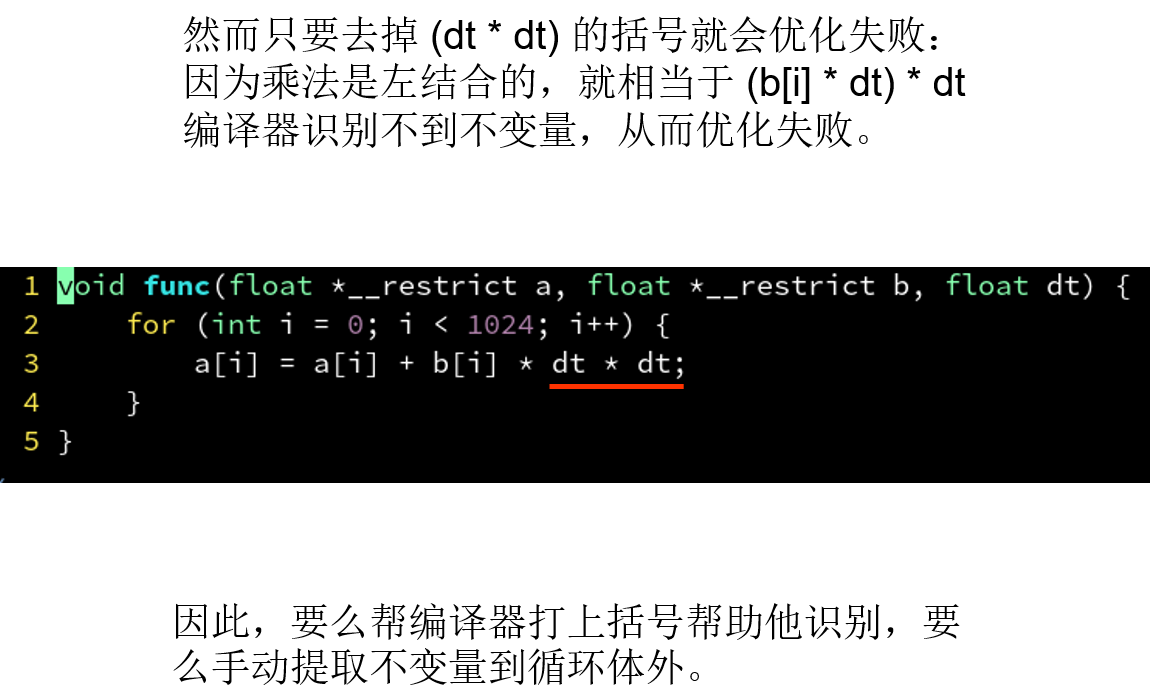 然而只要去掉 (dt * dt) 的括号就会优化失败：
因为乘法是左结合的，就相当于 (b[i] * dt) * dt
编译器识别不到不变量，从而优化失败。
1 void func(float *__restrict a, float *__restrict b, float dt) {
2     for (int i = 0; i < 1024; i++) {
3         a[i] = a[i] + b[i] * dt * dt;
4     }
5 }
因此，要么帮编译器打上括号帮助他识别，要
么手动提取不变量到循环体外。